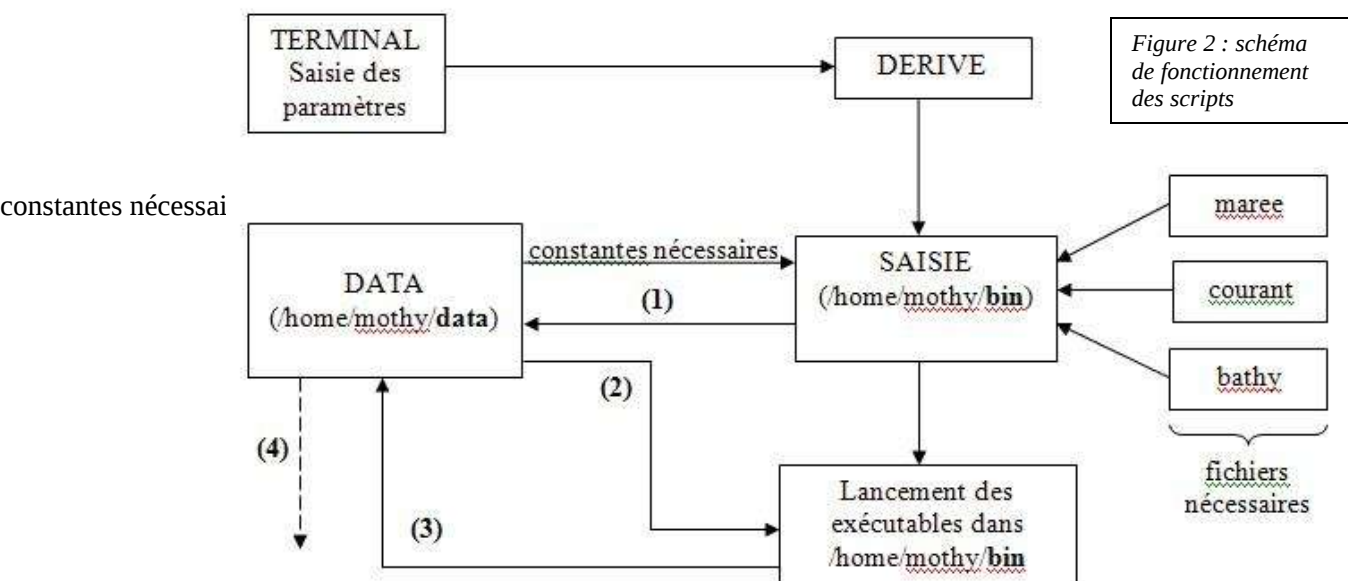 TERMINAL
Saisie des
paramètres
DERIVE
Figure 2 : schéma
de fonctionnement
des scripts
constantes nécessai
DATA
(/home/mothy/data)
constantes nécessaires
(1)
SAISIE
(/home/mothy/bin)
maree
courant
bathy
fichiers
nécessaires
(2)
(4)
(3)
Lancement des
exécutables dans
/home/mothy/bin